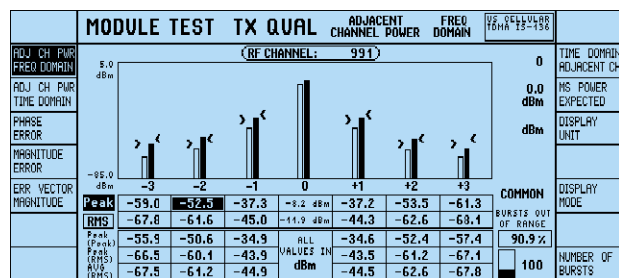 MODULE TEST TX QVAL ADJACENT CHANNEL POWER FREQ DOMAIN US CELLULAR TDMA IS-136
ADJ CH PWR
FREQ DOMAIN
ADJ CH PWR
TIME DOMAIN
PHASE
ERROR
MAGNITUDE
ERROR
ERR VECTOR
MAGNITUDE
(RF CHANNEL: 991)
5.0
dBm
-85.0
dBm -3 -2 -1 0 +1 +2 +3
Peak -59.0 -52.5 -37.3 -8.2 dBm -37.2 -53.5 -61.3
RMS -67.8 -61.6 -45.0 -11.9 dBm -44.3 -62.6 -68.1
Peak (Peak) -55.9 -50.6 -34.9 ALL -34.6 -52.4 -57.4
Peak (RMS) -66.5 -60.1 -43.9 VALUES IN -43.5 -61.2 -67.1
AVG (RMS) -67.5 -61.2 -44.9 dBm -44.5 -62.6 -67.8
0
0.0
dBm
dBm
COMMON
BURSTS OUT
OF RANGE
90.9 %
100
TIME DOMAIN
ADJACENT CH
MS POWER
EXPECTED
DISPLAY
UNIT
DISPLAY
MODE
NUMBER OF
BURSTS